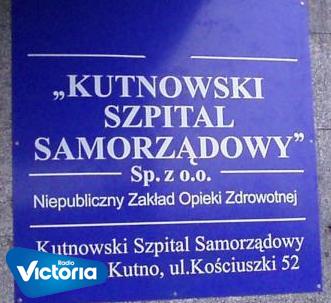 „KUTNOWSKI
SZPITAL
SAMORZĄDOWY”
Sp. z o.o.
Niepubliczny Zakład Opieki Zdrowotnej
Kutnowski Szpital Samorządowy
Kutno, ul.Kościuszki 52
Radio
Victoria